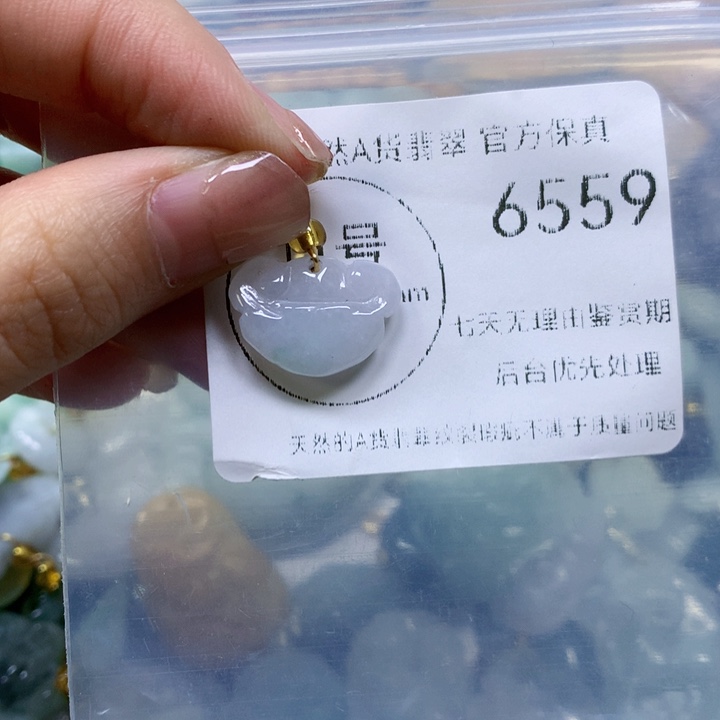 然A货翡翠 官方保真
6559
号
mm
七天无理由鉴赏期
后台优先处理
天然的A货翡翠纹裂瑕疵不属于质量问题